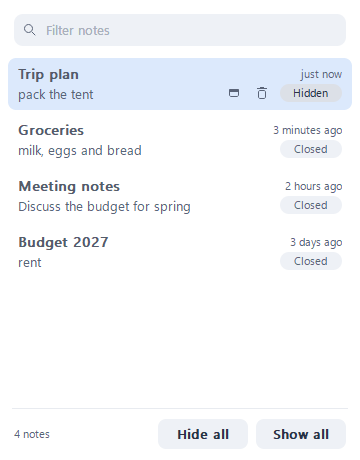 Filter notes
Trip plan
just now
pack the tent
Hidden
Groceries
3 minutes ago
milk, eggs and bread
Closed
Meeting notes
2 hours ago
Discuss the budget for spring
Closed
Budget 2027
3 days ago
rent
Closed
4 notes
Hide all
Show all